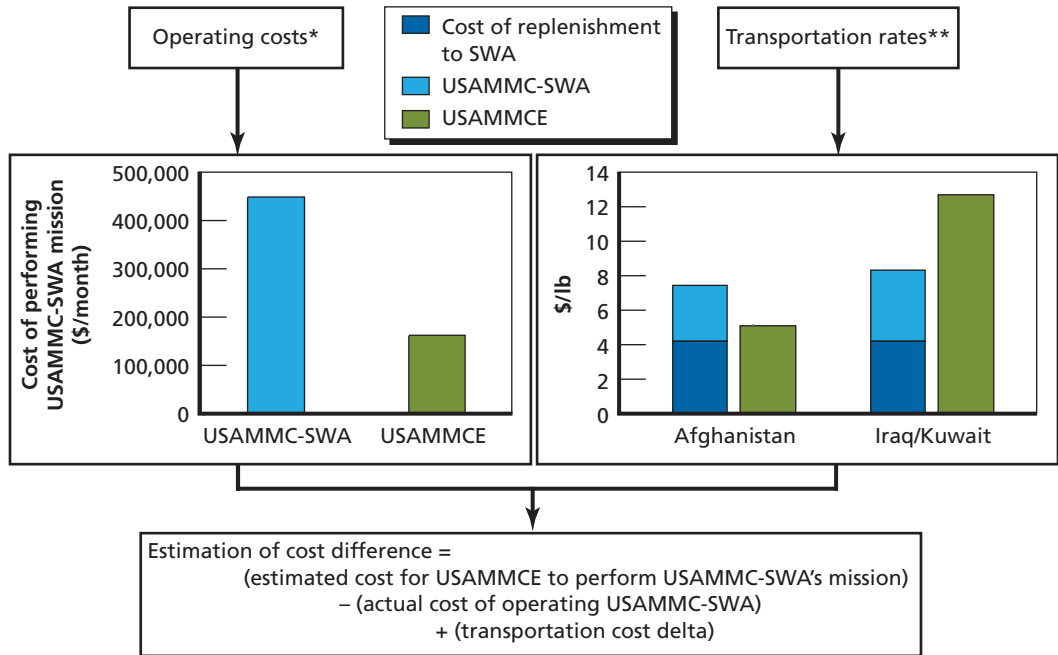 Operating costs*
Cost of replenishment
to SWA
USAMMC-SWA
USAMMCE
Transportation rates**
Cost of performing
USAMMC-SWA mission
($/month)
500,000
400,000
300,000
200,000
100,000
0
USAMMC-SWA
USAMMCE
$/lb
14
12
10
8
6
4
2
0
Afghanistan
Iraq/Kuwait
Estimation of cost difference =
(estimated cost for USAMMCE to perform USAMMC-SWA’s mission)
– (actual cost of operating USAMMC-SWA)
+ (transportation cost delta)